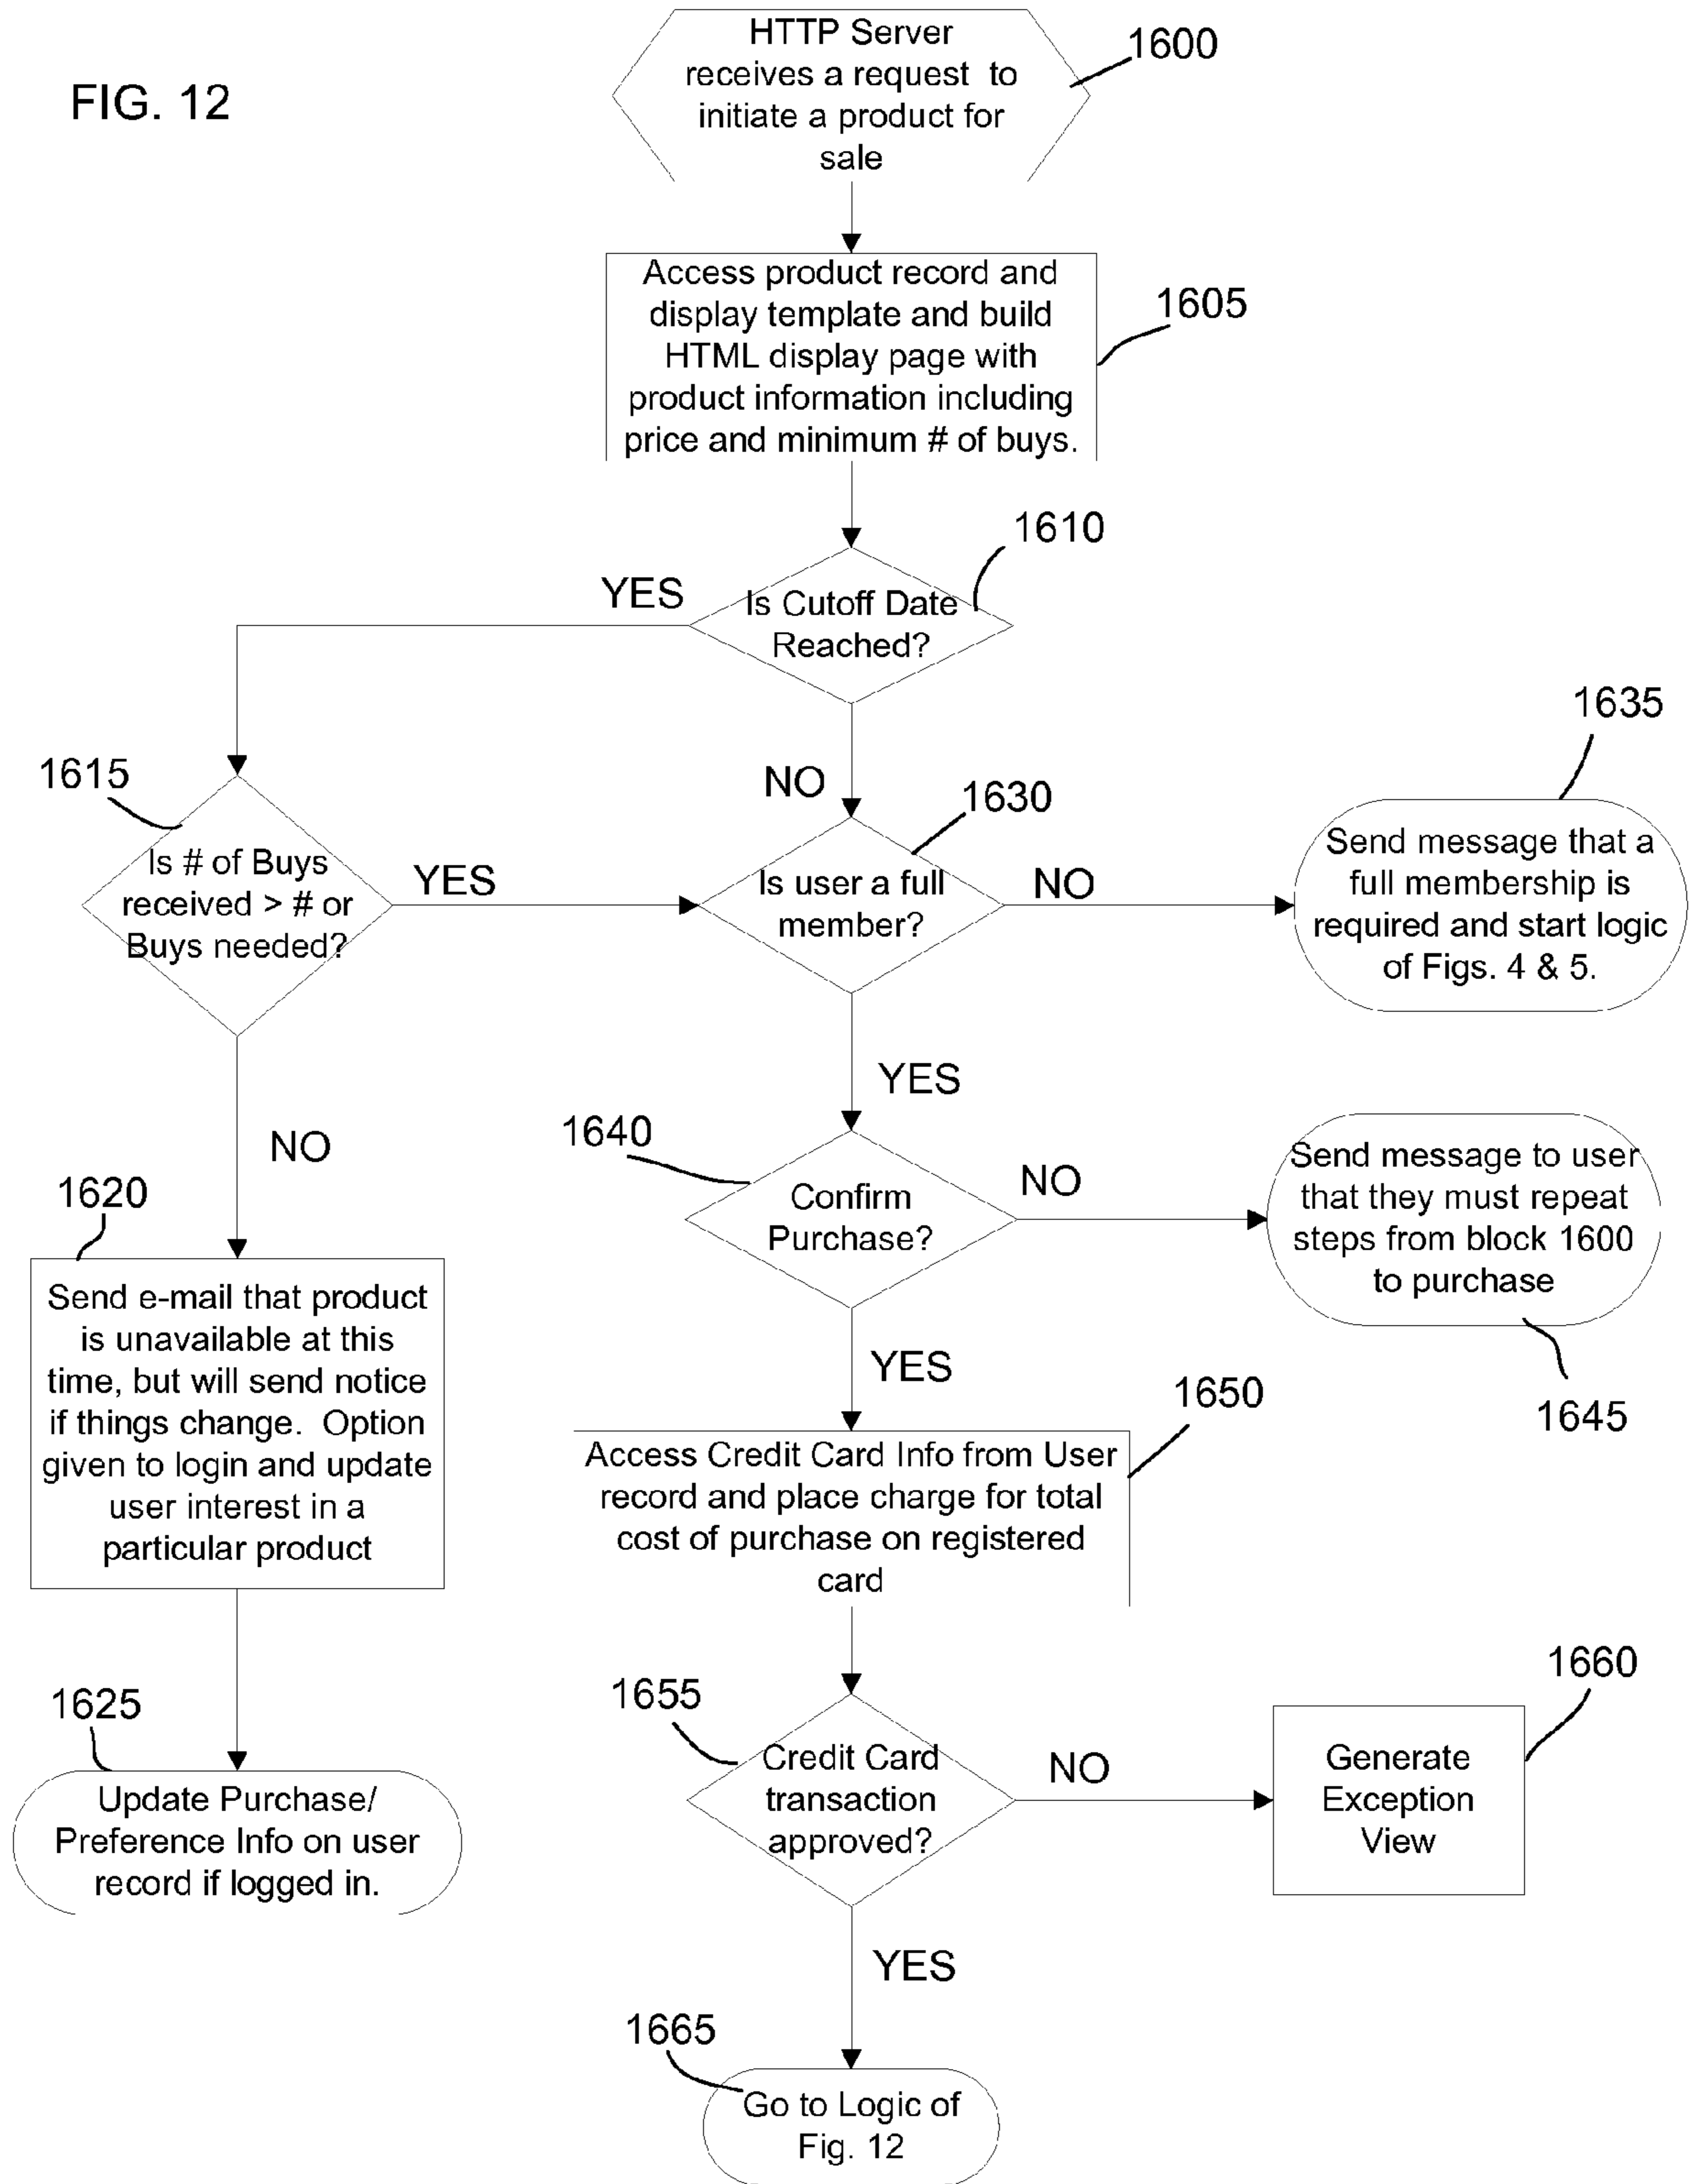 FIG. 12
HTTP Server
receives a request to
initiate a product for
sale
1600
Access product record and
display template and build
HTML display page with
product information including
price and minimum # of buys.
1605
1610
Is Cutoff Date
Reached?
YES
NO
1615
Is # of Buys
received > # or
Buys needed?
YES
1630
Is user a full
member?
NO
1635
Send message that a
full membership is
required and start logic
of Figs. 4 & 5.
NO
YES
1620
Send e-mail that product
is unavailable at this
time, but will send notice
if things change. Option
given to login and update
user interest in a
particular product
1640
Confirm
Purchase?
NO
Send message to user
that they must repeat
steps from block 1600
to purchase
1645
YES
1650
Access Credit Card Info from User
record and place charge for total
cost of purchase on registered
card
1625
Update Purchase/
Preference Info on user
record if logged in.
1655
Credit Card
transaction
approved?
NO
1660
Generate
Exception
View
YES
1665
Go to Logic of
Fig. 12